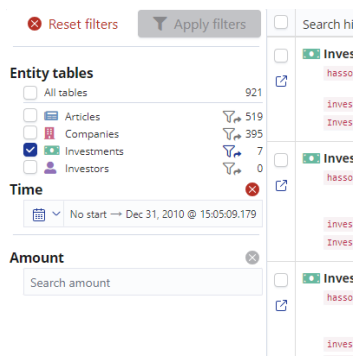 Reset filters
Apply filters
Search hi
Entity tables
All tables 921
Articles 519
Companies 395
Investments 7
Investors 0
Time
No start → Dec 31, 2010 @ 15:05:09.179
Amount
Search amount
Inves
hasso
inves
Inves
Inves
hasso
inves
Inves
Inves
hasso
inves